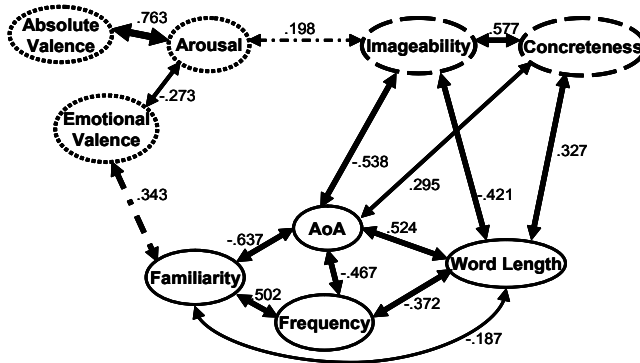 Absolute
Valence
.763
Arousal
.198
Imageability
.577
Concreteness
-.273
Emotional
Valence
-.538
.327
.295
-.421
.343
AoA
.524
-.637
Familiarity
-.467
Word Length
.502
-.372
Frequency
-.187